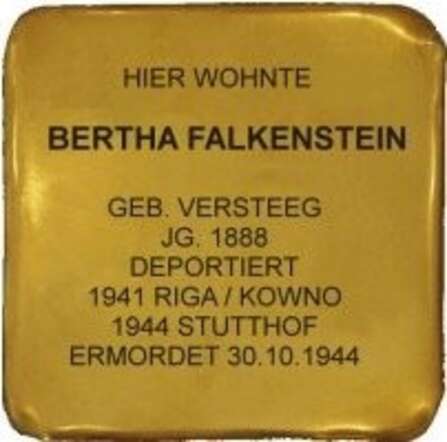 HIER WOHNTE
BERTHA FALKENSTEIN
GEB. VERSTEEG
JG. 1888
DEPORTIERT
1941 RIGA / KOWNO
1944 STUTTHOF
ERMORDET 30.10.1944